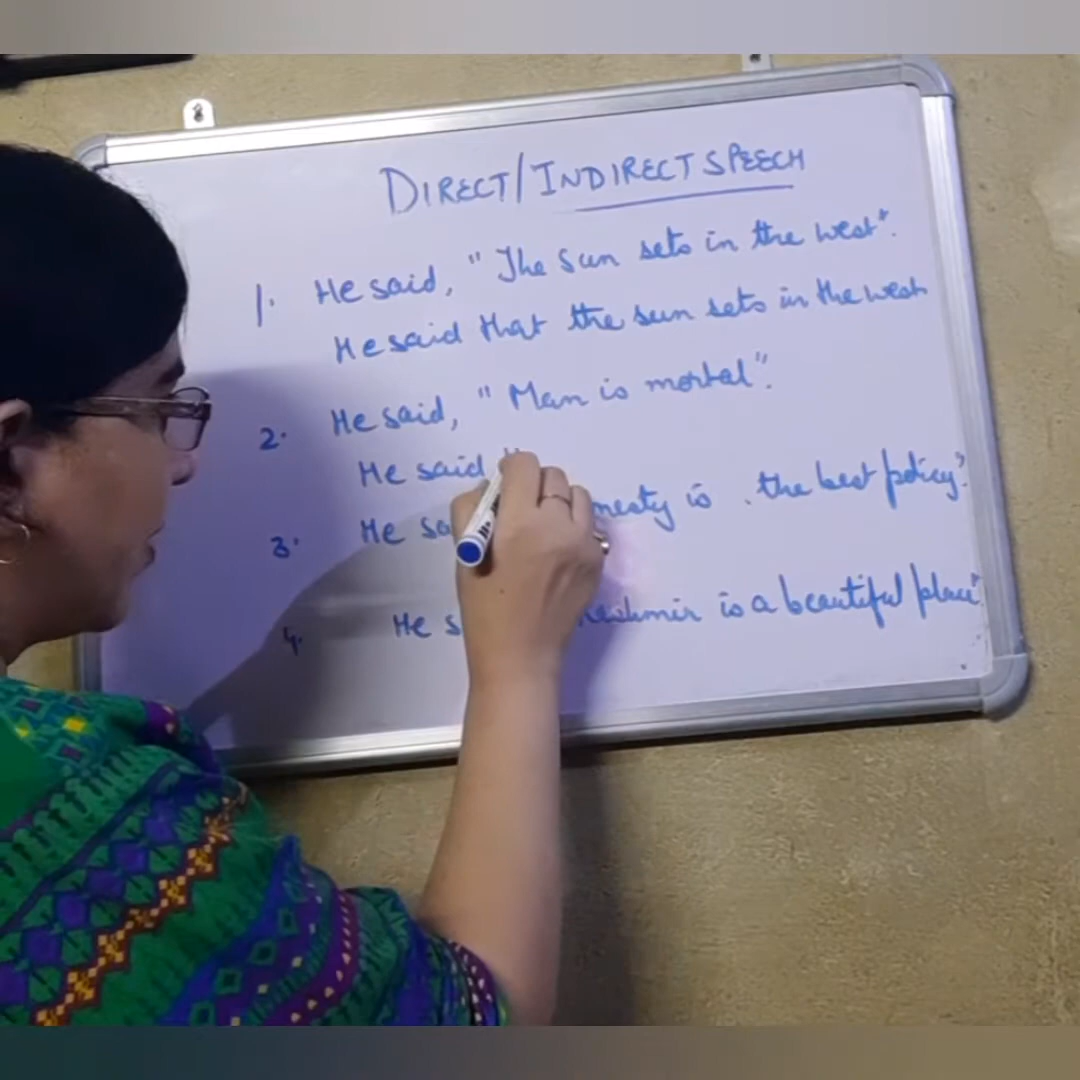 DIRECT/INDIRECT SPEECH
1. He said, "The sun sets in the west".
He said that the sun sets in the west
2. He said, "Man is mortal".
He said
3. He is the best policy".
4. He is a beautiful place".